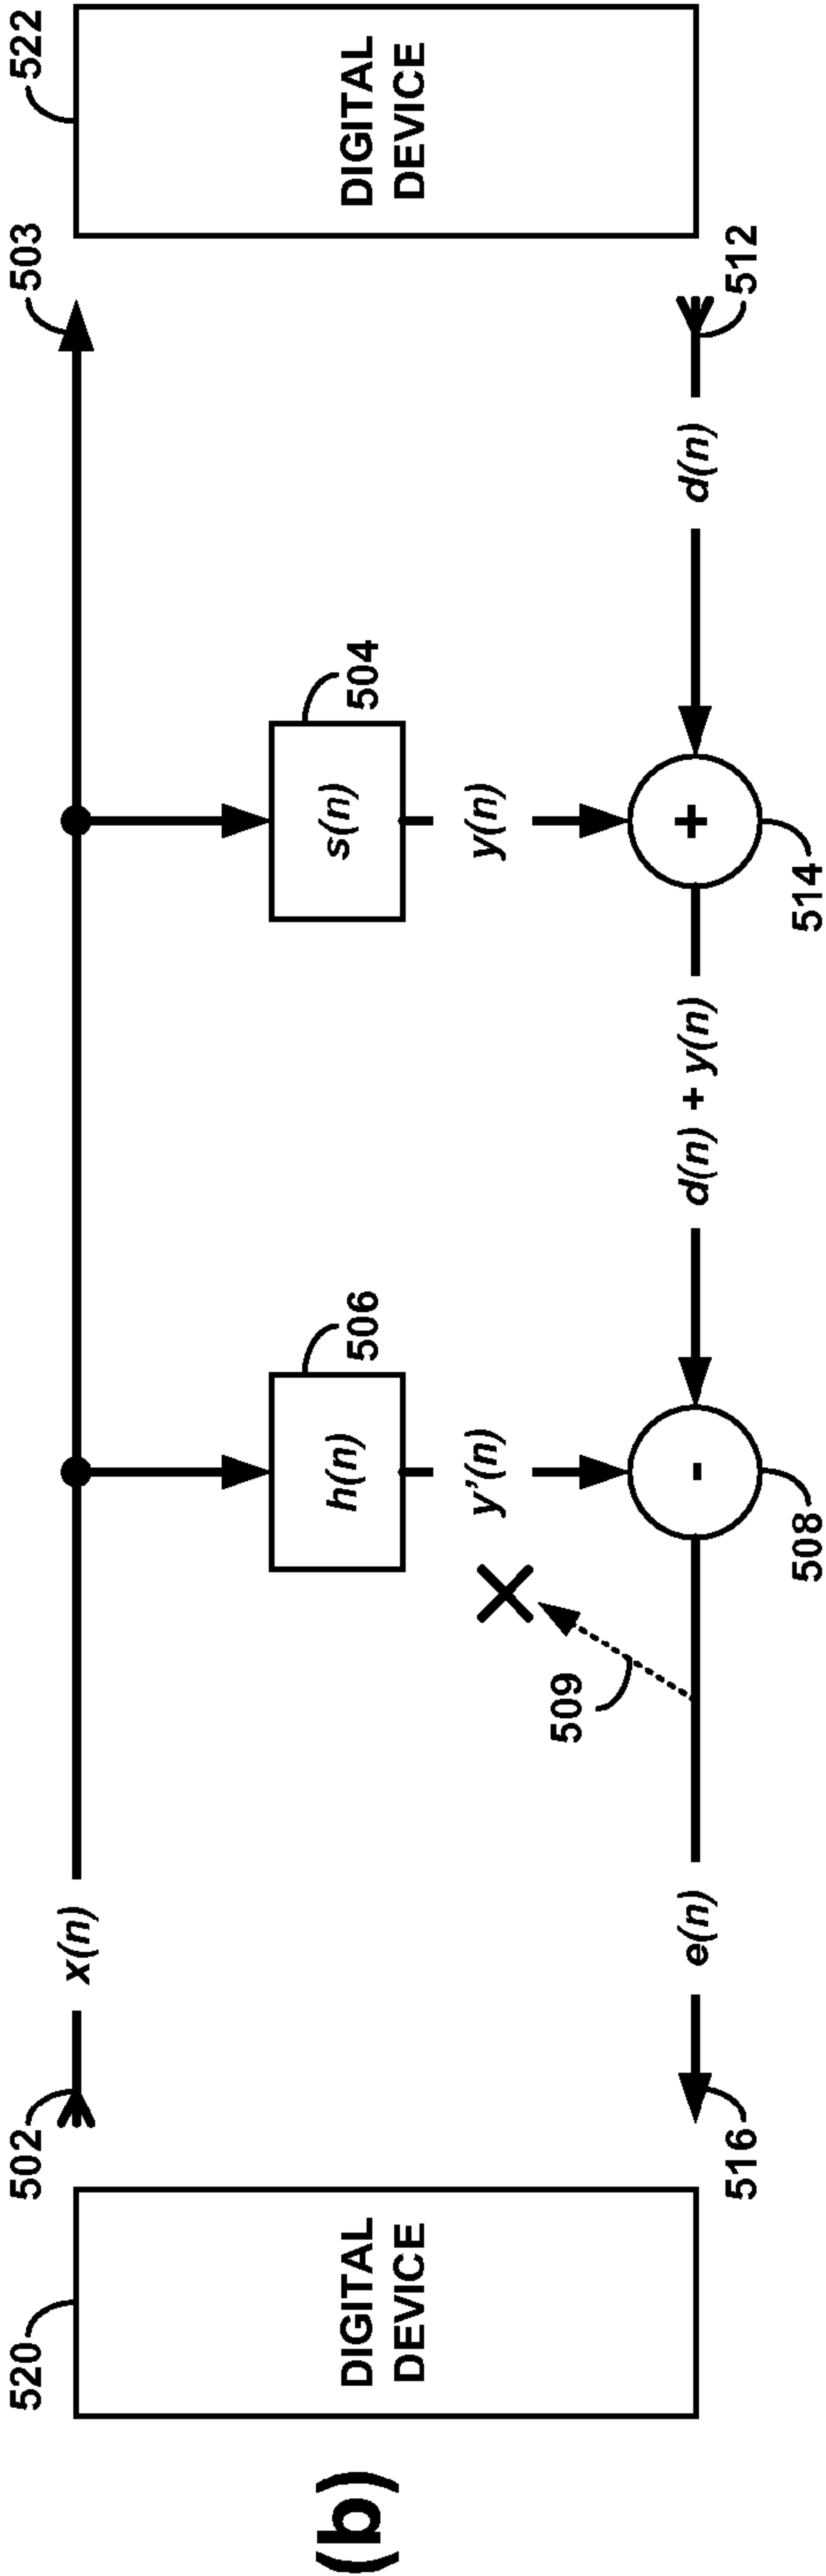 (b)
520
DIGITAL
DEVICE
502
x(n)
503
522
DIGITAL
DEVICE
h(n)
506
s(n)
504
y'(n)
y(n)
509
516
e(n)
-
508
d(n) + y(n)
+
514
d(n)
512